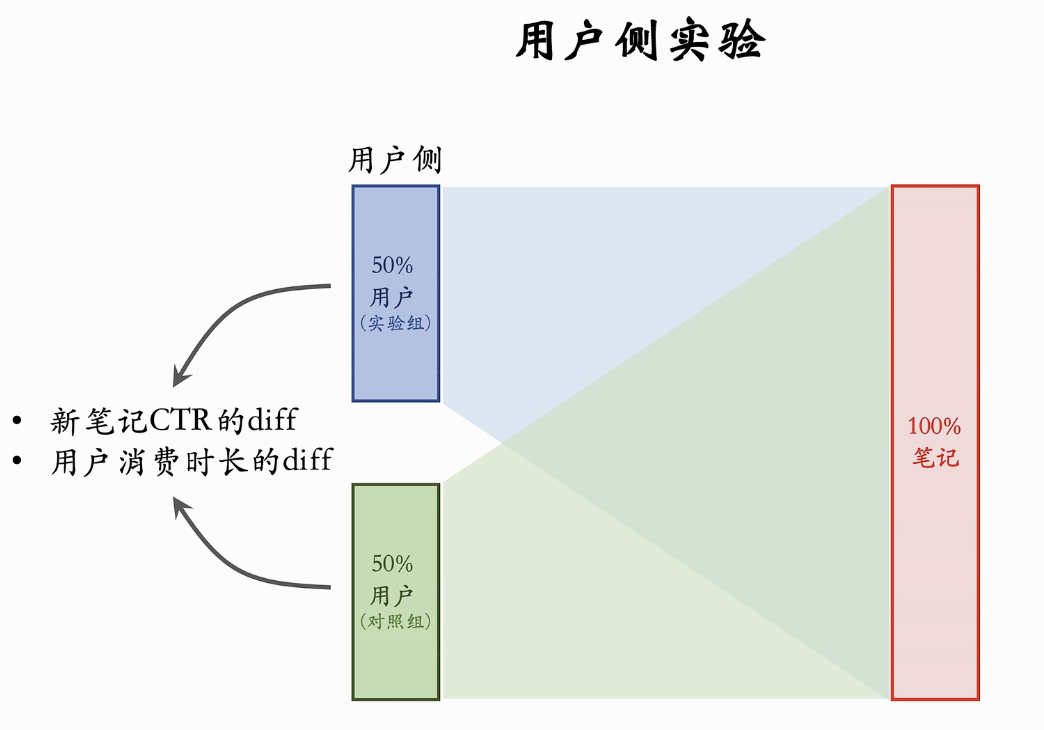 用户侧实验
用户侧
50%
用户
(实验组)
• 新笔记CTR的diff
• 用户消费时长的diff
100%
笔记
50%
用户
(对照组)